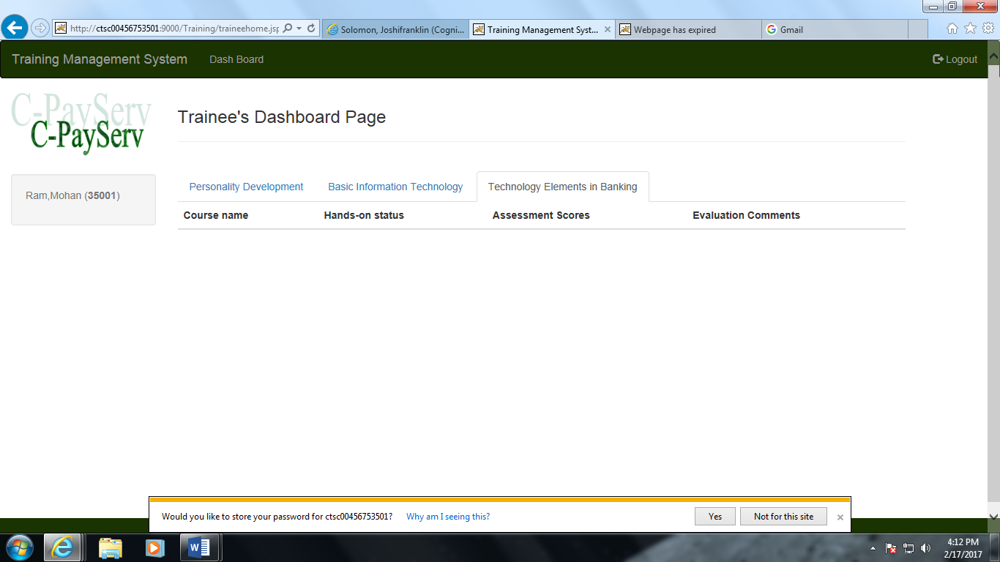 http://ctsc00456753501:9000/Training/traineehome.jsp
Solomon, Joshifranklin (Cogni...
Training Management Syst...
Webpage has expired
Gmail
Training Management System
Dash Board
Logout
C-PayServ
C-PayServ
Trainee's Dashboard Page
Ram,Mohan (35001)
Personality Development
Basic Information Technology
Technology Elements in Banking
Course name Hands-on status Assessment Scores Evaluation Comments
Would you like to store your password for ctsc00456753501? Why am I seeing this? Yes Not for this site
4:12 PM
2/17/2017